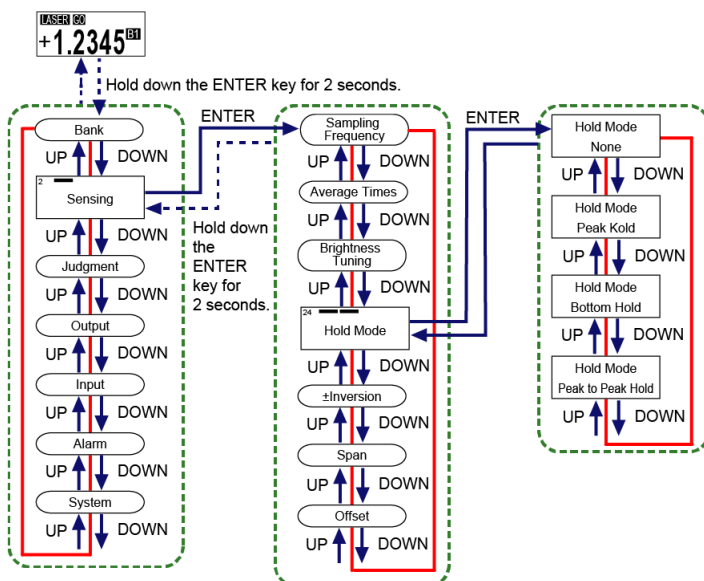 LASER GO
+1.2345 B1
Hold down the ENTER key for 2 seconds.
Bank
UP DOWN
2
Sensing
UP DOWN
Judgment
UP DOWN
Output
UP DOWN
Input
UP DOWN
Alarm
UP DOWN
System
UP DOWN
ENTER
Hold down
the
ENTER
key for
2 seconds.
Sampling
Frequency
UP DOWN
Average Times
UP DOWN
Brightness
Tuning
UP DOWN
24
Hold Mode
UP DOWN
±Inversion
UP DOWN
Span
UP DOWN
Offset
UP DOWN
ENTER
Hold Mode
None
UP DOWN
Hold Mode
Peak Kold
UP DOWN
Hold Mode
Bottom Hold
UP DOWN
Hold Mode
Peak to Peak Hold
UP DOWN